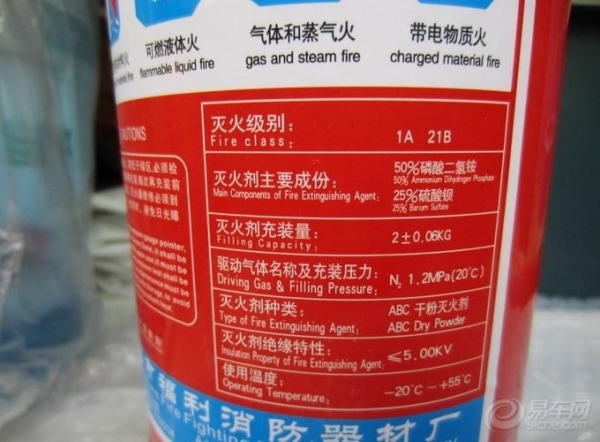 可燃液体火
flammable liquid fire
气体和蒸气火
gas and steam fire
带电物质火
charged material fire
灭火级别:
Fire class:
1A 21B
灭火剂主要成份:
Main Components of Fire Extinguishing Agent:
50%磷酸二氢铵
50% Ammonium Dihydrogen Phosphate
25%硫酸钡
25% Barium Sulfate
灭火剂充装量:
Filling Capacity:
2±0.06KG
驱动气体名称及充装压力:
Driving Gas & Filling Pressure:
N₂ 1.2MPa(20℃)
灭火剂种类:
Type of Fire Extinguishing Agent:
ABC 干粉灭火剂
ABC Dry Powder
灭火剂绝缘特性:
Insulation Property of Fire Extinguishing Agent:
≤5.00KV
使用温度:
Operating Temperature:
-20℃~+55℃
福利消防器材厂
Fire Fighting
易车网